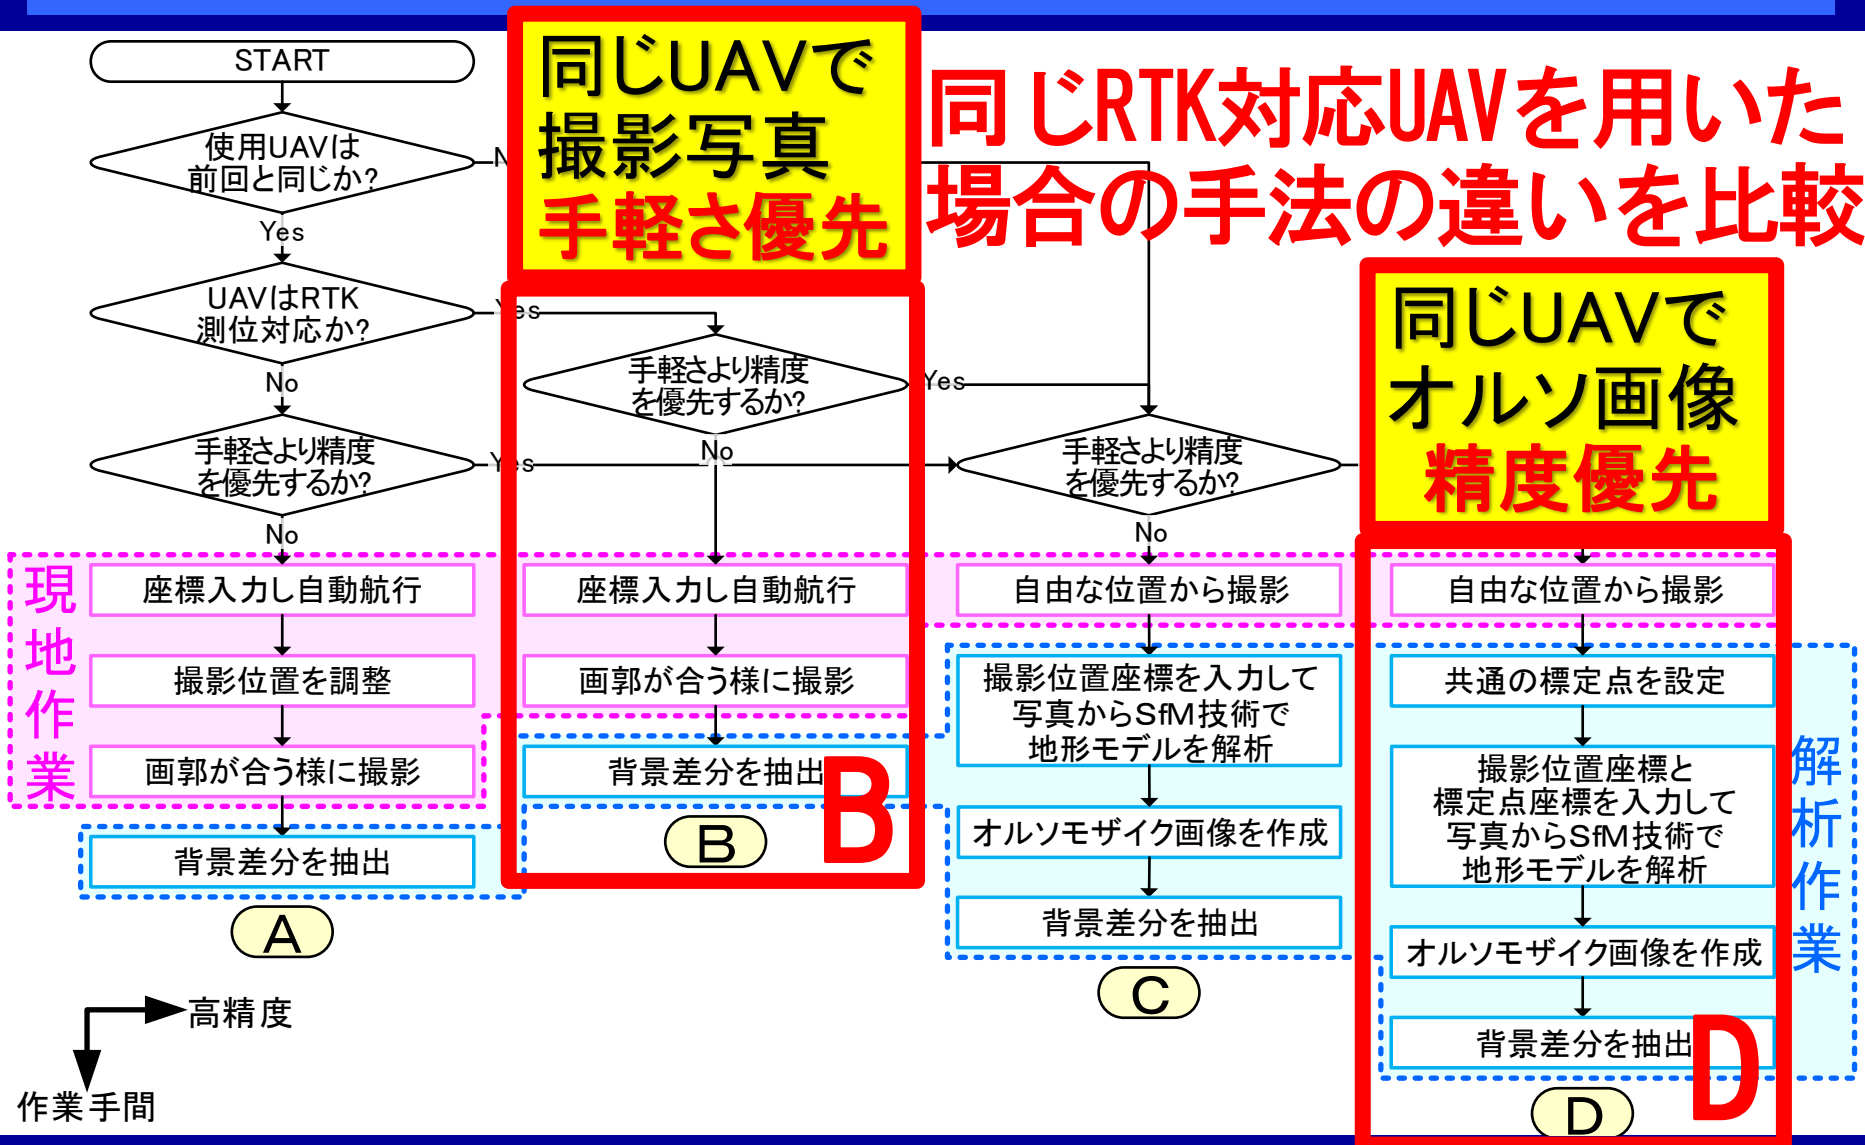 START
同じUAVで
撮影写真
手軽さ優先
同じRTK対応UAVを用いた
場合の手法の違いを比較
使用UAVは
前回と同じか?
Yes
UAVはRTK
測位対応か?
Yes
No
手軽さより精度
を優先するか?
Yes
No
手軽さより精度
を優先するか?
Yes
No
手軽さより精度
を優先するか?
No
同じUAVで
オルソ画像
精度優先
現地作業
座標入力し自動航行
撮影位置を調整
画郭が合う様に撮影
背景差分を抽出
A
座標入力し自動航行
画郭が合う様に撮影
背景差分を抽出
B
B
自由な位置から撮影
撮影位置座標を入力して
写真からSfM技術で
地形モデルを解析
オルソモザイク画像を作成
背景差分を抽出
C
自由な位置から撮影
共通の標定点を設定
撮影位置座標と
標定点座標を入力して
写真からSfM技術で
地形モデルを解析
オルソモザイク画像を作成
背景差分を抽出
D
D
解析作業
高精度
作業手間